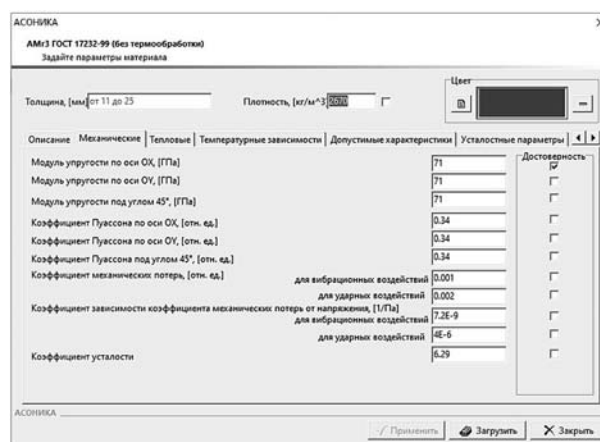 АСОНИКА
АМг3 ГОСТ 17232-99 (без термообработки)
Задайте параметры материала
Толщина, [мм] от 11 до 25 Плотность, [кг/м^3] 2670 Цвет
Описание Механические Тепловые Температурные зависимости Допустимые характеристики Усталостные параметры
Достоверность
Модуль упругости по оси OX, [ГПа] 71
Модуль упругости по оси OY, [ГПа] 71
Модуль упругости под углом 45°, [ГПа] 71
Коэффициент Пуассона по оси OX, [отн. ед.] 0.34
Коэффициент Пуассона по оси OY, [отн. ед.] 0.34
Коэффициент Пуассона под углом 45°, [отн. ед.] 0.34
Коэффициент механических потерь, [отн. ед.]
для вибрационных воздействий 0.001
для ударных воздействий 0.002
Коэффициент зависимости коэффициента механических потерь от напряжения, [1/Па]
для вибрационных воздействий 7.2E-9
для ударных воздействий 4E-6
Коэффициент усталости 6.29
АСОНИКА
Применить Загрузить Закрыть